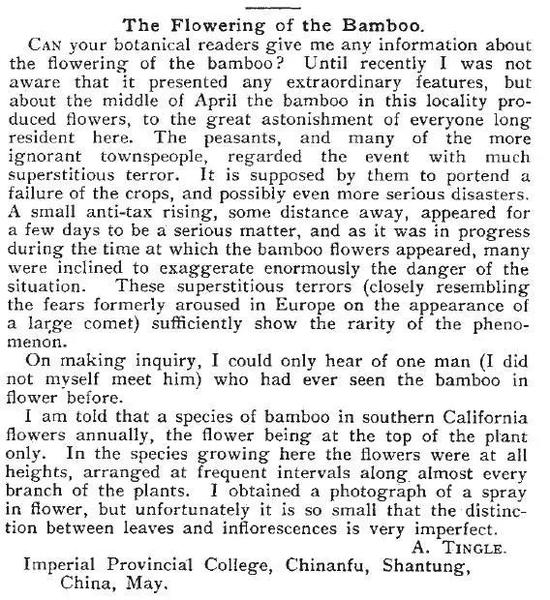 The Flowering of the Bamboo.
CAN your botanical readers give me any information about
the flowering of the bamboo? Until recently I was not
aware that it presented any extraordinary features, but
about the middle of April the bamboo in this locality pro-
duced flowers, to the great astonishment of everyone long
resident here. The peasants, and many of the more
ignorant townspeople, regarded the event with much
superstitious terror. It is supposed by them to portend a
failure of the crops, and possibly even more serious disasters.
A small anti-tax rising, some distance away, appeared for
a few days to be a serious matter, and as it was in progress
during the time at which the bamboo flowers appeared, many
were inclined to exaggerate enormously the danger of the
situation. These superstitious terrors (closely resembling
the fears formerly aroused in Europe on the appearance of
a large comet) sufficiently show the rarity of the pheno-
menon.
On making inquiry, I could only hear of one man (I did
not myself meet him) who had ever seen the bamboo in
flower before.
I am told that a species of bamboo in southern California
flowers annually, the flower being at the top of the plant
only. In the species growing here the flowers were at all
heights, arranged at frequent intervals along almost every
branch of the plants. I obtained a photograph of a spray
in flower, but unfortunately it is so small that the distinc-
tion between leaves and inflorescences is very imperfect.
A. TINGLE.
Imperial Provincial College, Chinanfu, Shantung,
China, May.